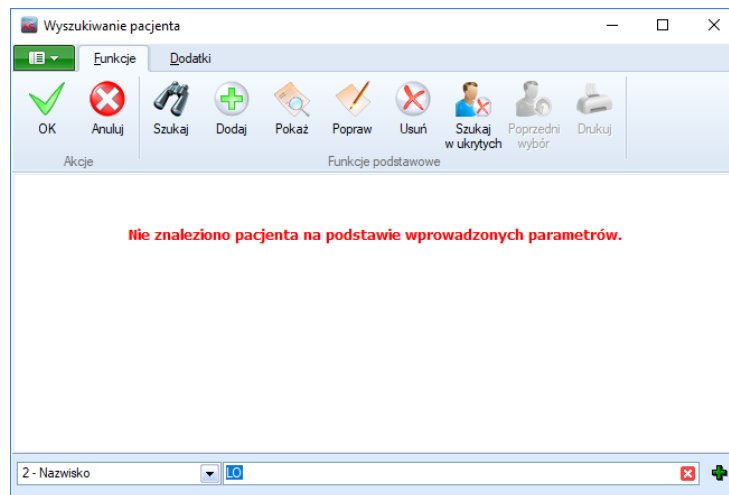 Wyszukiwanie pacjenta
Funkcje Dodatki
OK Anuluj Szukaj Dodaj Pokaż Popraw Usuń Szukaj w ukrytych Poprzedni wybór Drukuj
Akcje Funkcje podstawowe
Nie znaleziono pacjenta na podstawie wprowadzonych parametrów.
2 - Nazwisko LO